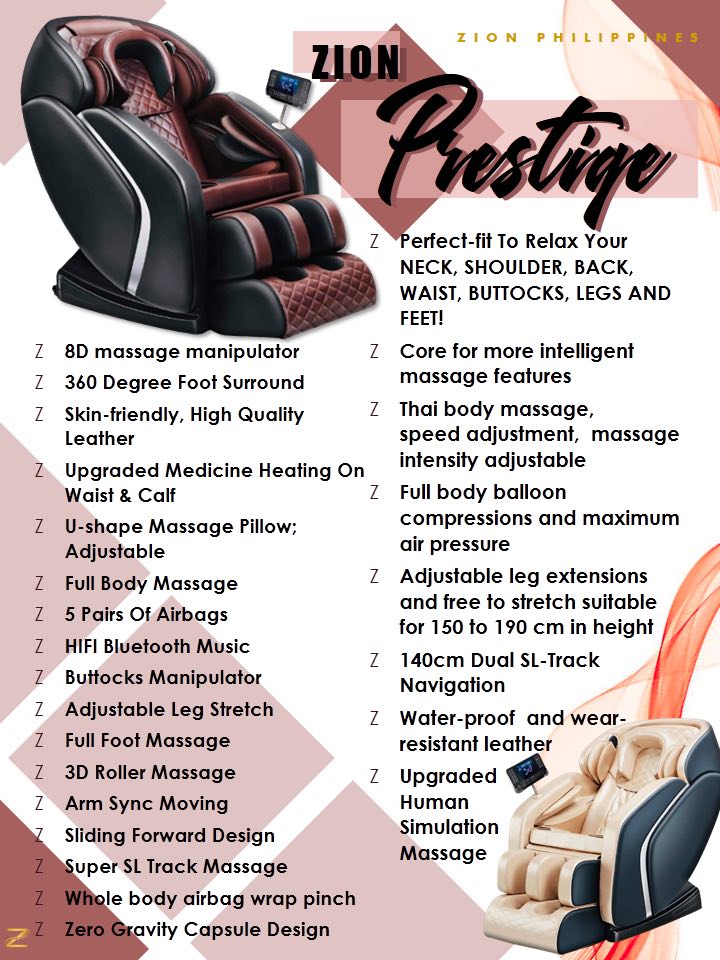 ZION PHILIPPINES
ZION
Prestige
Z 8D massage manipulator
Z 360 Degree Foot Surround
Z Skin-friendly, High Quality
Leather
Z Upgraded Medicine Heating On
Waist & Calf
Z U-shape Massage Pillow;
Adjustable
Z Full Body Massage
Z 5 Pairs Of Airbags
Z HIFI Bluetooth Music
Z Buttocks Manipulator
Z Adjustable Leg Stretch
Z Full Foot Massage
Z 3D Roller Massage
Z Arm Sync Moving
Z Sliding Forward Design
Z Super SL Track Massage
Z Whole body airbag wrap pinch
Z Zero Gravity Capsule Design
Z Perfect-fit To Relax Your
NECK, SHOULDER, BACK,
WAIST, BUTTOCKS, LEGS AND
FEET!
Z Core for more intelligent
massage features
Z Thai body massage,
speed adjustment, massage
intensity adjustable
Z Full body balloon
compressions and maximum
air pressure
Z Adjustable leg extensions
and free to stretch suitable
for 150 to 190 cm in height
Z 140cm Dual SL-Track
Navigation
Z Water-proof and wear-
resistant leather
Z Upgraded
Human
Simulation
Massage
Z